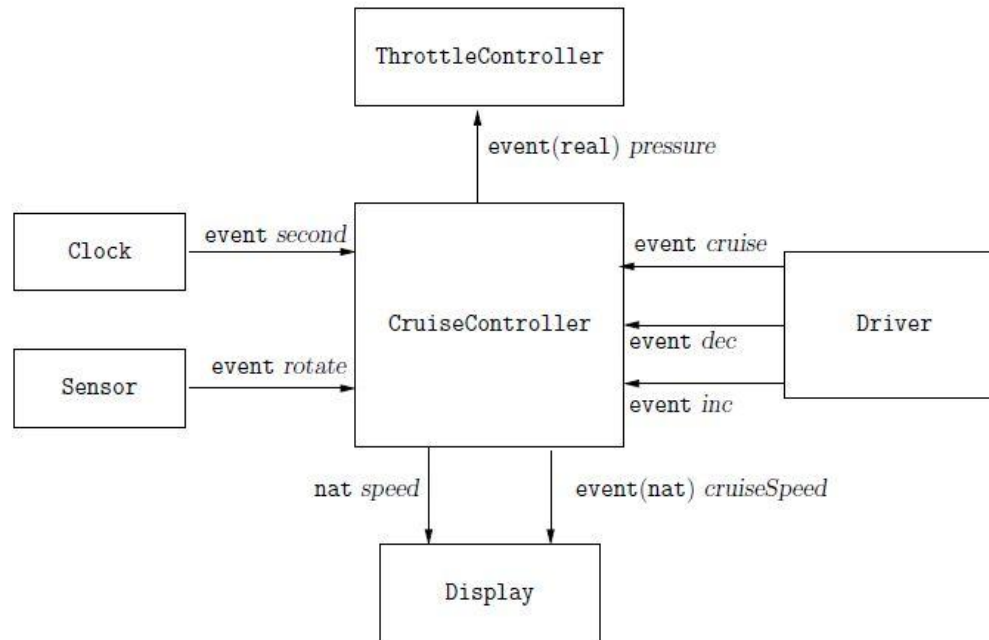 ThrottleController
event(real) pressure
Clock
event second
event cruise
CruiseController
Driver
event dec
Sensor
event rotate
event inc
nat speed
event(nat) cruiseSpeed
Display